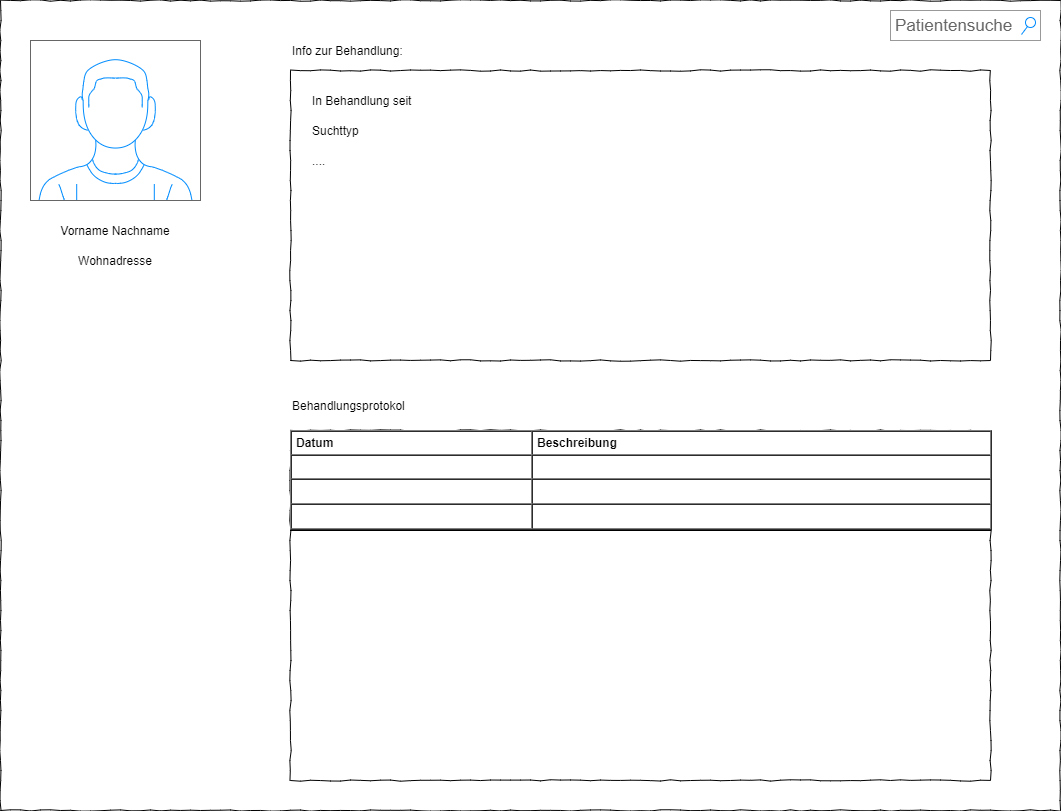 Patientensuche
Info zur Behandlung:
In Behandlung seit
Suchttyp
....
Vorname Nachname
Wohnadresse
Behandlungsprotokol
Datum Beschreibung